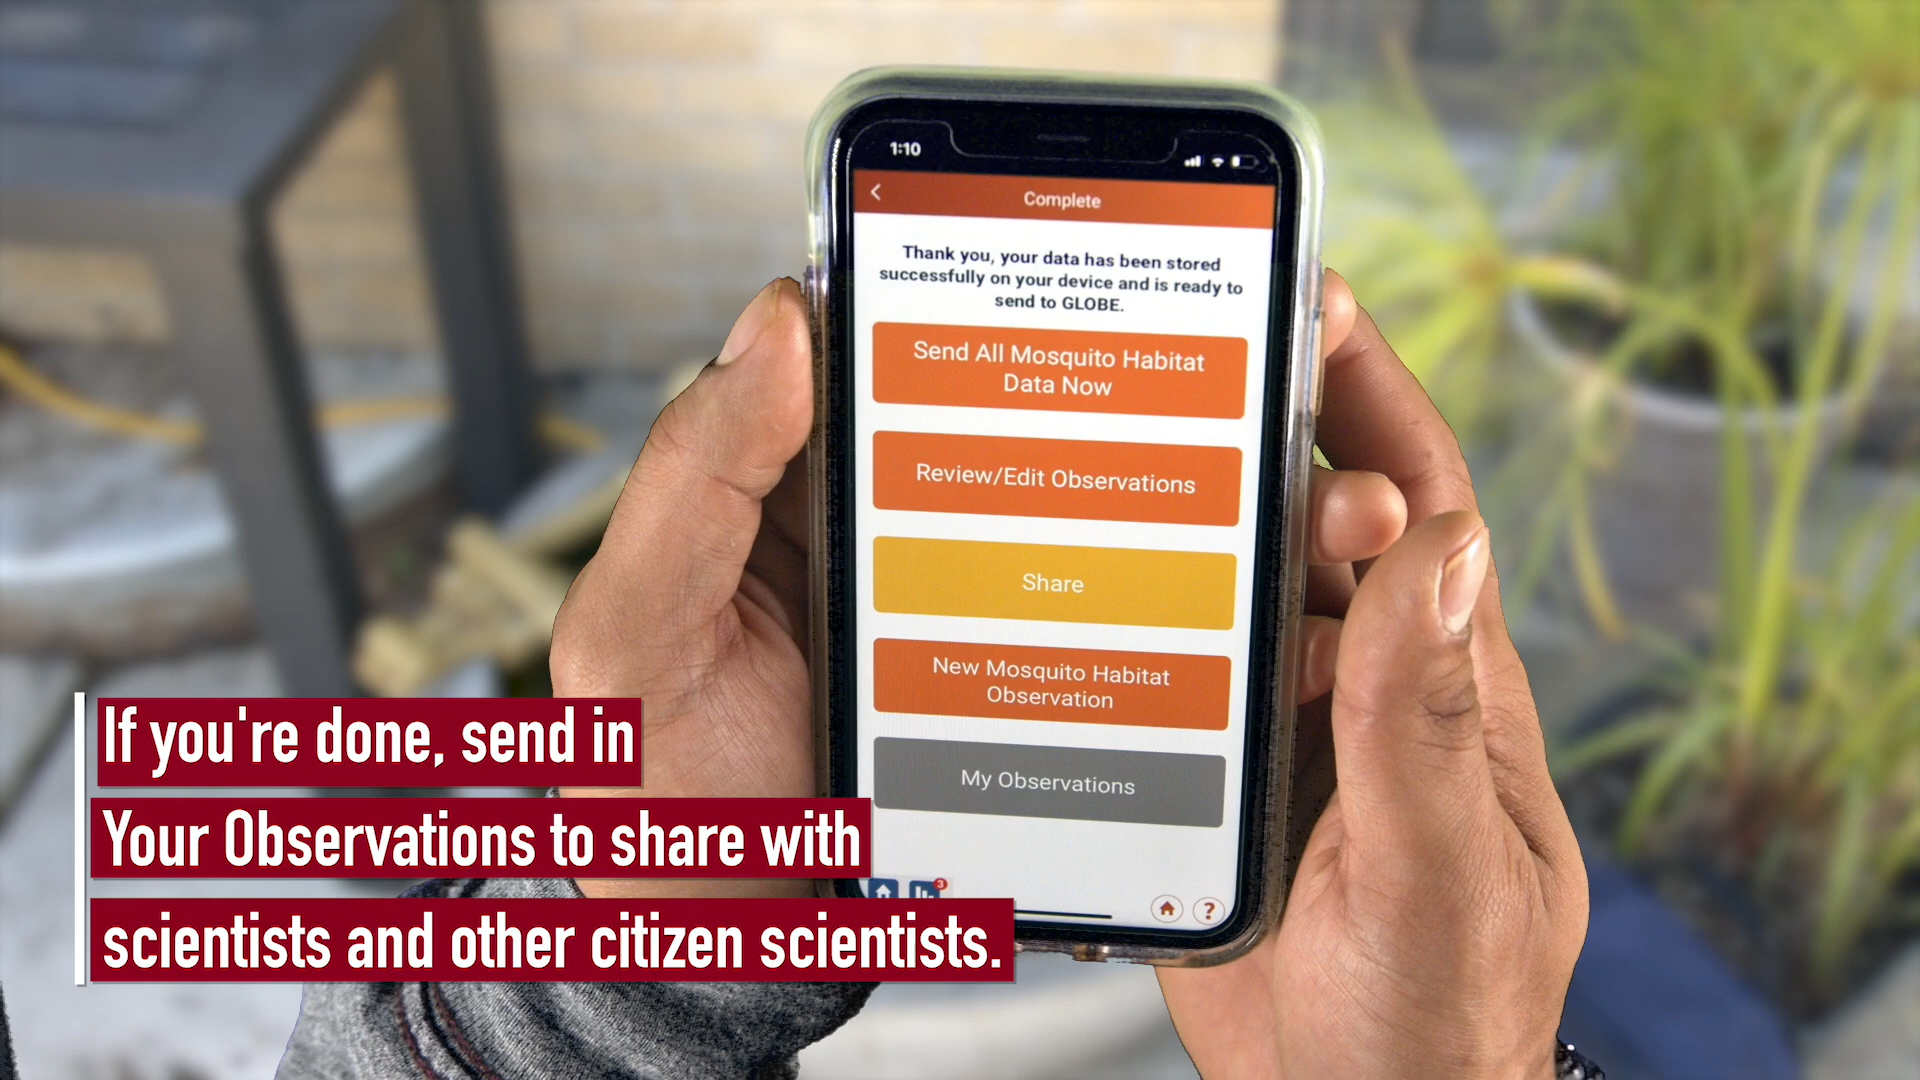 1:10
Complete
Thank you, your data has been stored
successfully on your device and is ready to
send to GLOBE.
Send All Mosquito Habitat
Data Now
Review/Edit Observations
Share
New Mosquito Habitat
Observation
My Observations
3
?
If you're done, send in
Your Observations to share with
scientists and other citizen scientists.